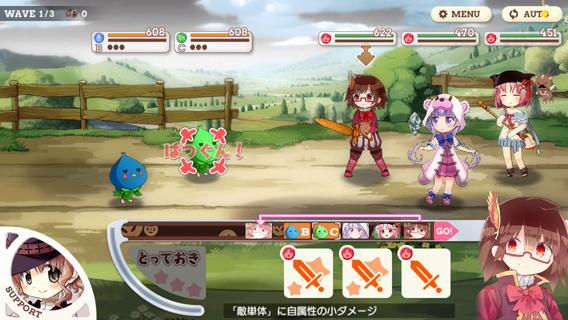 WAVE 1/3
0
MENU
AUTO
B
608
C
608
622
470
451
ばつぐん!
B
C
GO!
とっておき
SUPPORT
「敵単体」に自属性の小ダメージ